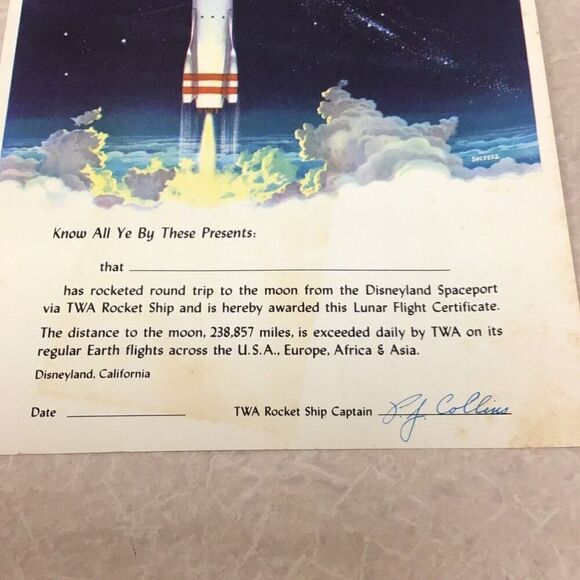 SOLTESZ
Know All Ye By These Presents:
that
has rocketed round trip to the moon from the Disneyland Spaceport
via TWA Rocket Ship and is hereby awarded this Lunar Flight Certificate.
The distance to the moon, 238,857 miles, is exceeded daily by TWA on its
regular Earth flights across the U.S.A., Europe, Africa & Asia.
Disneyland, California
Date TWA Rocket Ship Captain P.J. Collins